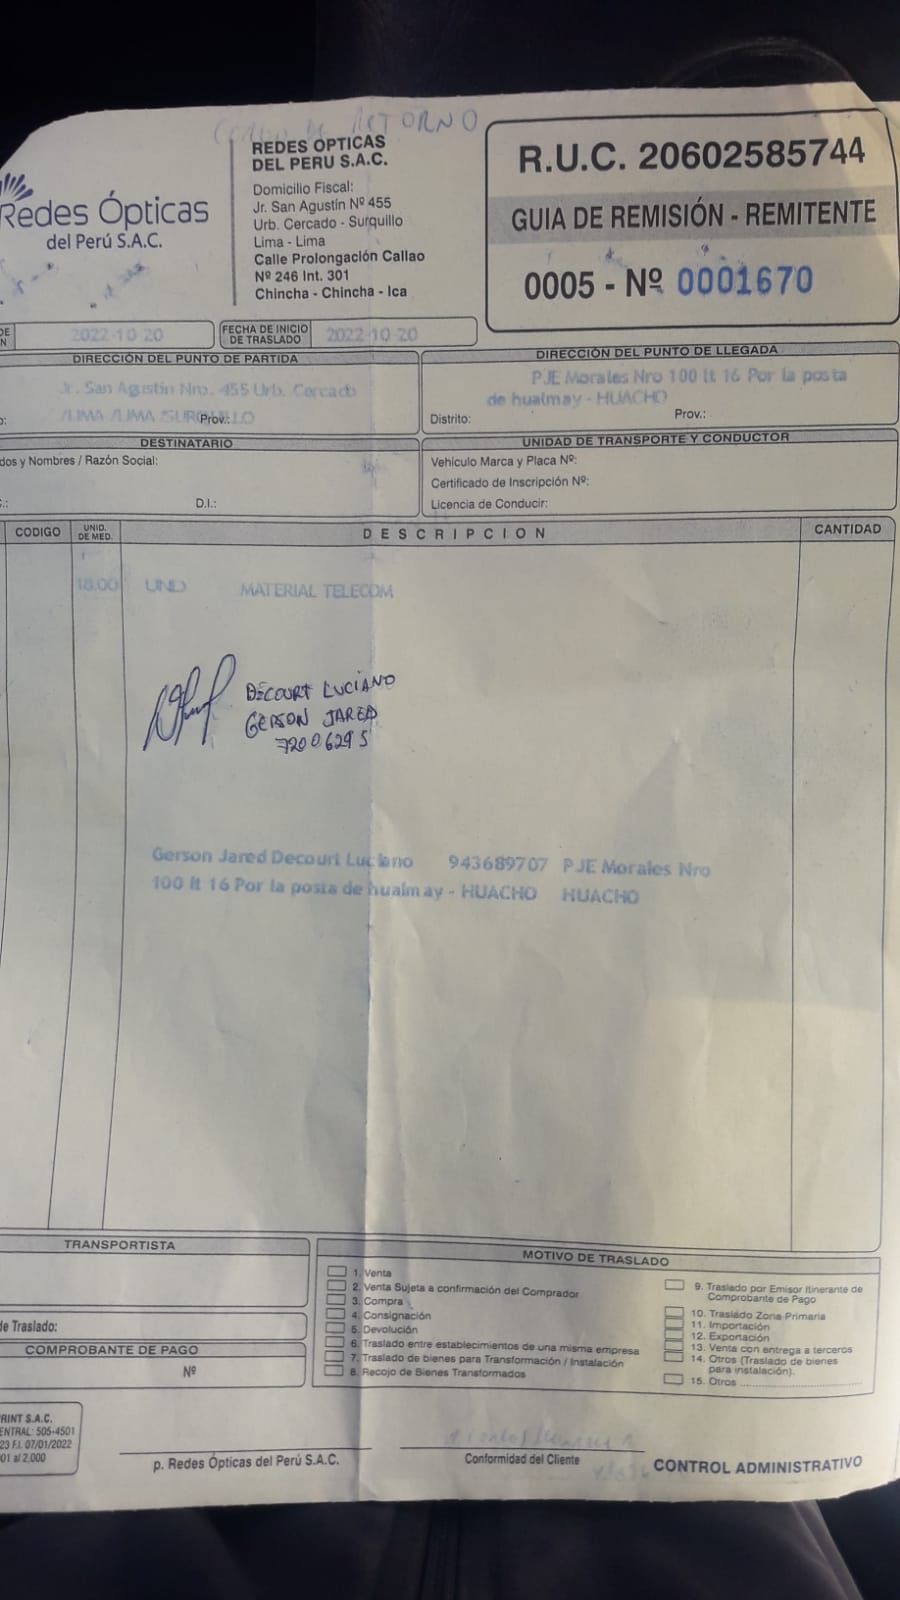 DE RETORNO
Redes Ópticas
del Perú S.A.C.
REDES OPTICAS
DEL PERU S.A.C.
Domicilio Fiscal:
Jr. San Agustín Nº 455
Urb. Cercado - Surquillo
Lima - Lima
Calle Prolongación Callao
Nº 246 Int. 301
Chincha - Chincha - Ica
R.U.C. 20602585744
GUIA DE REMISIÓN - REMITENTE
0005 - Nº 0001670
2022-10-20
FECHA DE INICIO
DE TRASLADO
2022-10-20
DIRECCIÓN DEL PUNTO DE PARTIDA
Jr. San Agustin Nro. 455 Urb. Cercado
/LIMA /LIMA /SURQUILLO
Prov.:
DIRECCIÓN DEL PUNTO DE LLEGADA
PJE Morales Nro 100 lt 16 Por la posta
de hualmay - HUACHO
Distrito: Prov.:
DESTINATARIO
dos y Nombres / Razón Social:
D.I.:
UNIDAD DE TRANSPORTE Y CONDUCTOR
Vehículo Marca y Placa Nº:
Certificado de Inscripción Nº:
Licencia de Conducir:
CODIGO UNID. DE MED. DESCRIPCION CANTIDAD
18.00 UND MATERIAL TELECOM
DECOURT LUCIANO
GERSON JARED
72006295
Gerson Jared Decourt Luciano 943689707 PJE Morales Nro
100 lt 16 Por la posta de hualmay - HUACHO HUACHO
TRANSPORTISTA
de Traslado:
COMPROBANTE DE PAGO
Nº
MOTIVO DE TRASLADO
1. Venta
2. Venta Sujeta a confirmación del Comprador
3. Compra
4. Consignación
5. Devolución
6. Traslado entre establecimientos de una misma empresa
7. Traslado de bienes para Transformación / Instalación
8. Recojo de Bienes Transformados
9. Traslado por Emisor Itinerante de
Comprobante de Pago
10. Traslado Zona Primaria
11. Importación
12. Exportación
13. Venta con entrega a terceros
14. Otros (Traslado de bienes
para instalación).
15. Otros
RINT S.A.C.
ENTRAL: 505-4501
23 F.I. 07/01/2022
01 al 2.000
p. Redes Ópticas del Perú S.A.C.
Conformidad del Cliente
CONTROL ADMINISTRATIVO